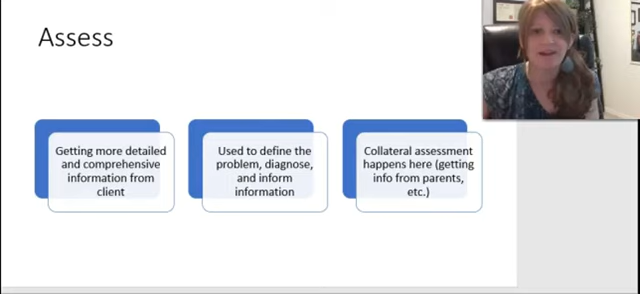 Assess
Getting more detailed
and comprehensive
information from
client
Used to define the
problem, diagnose,
and inform
information
Collateral assessment
happens here (getting
info from parents,
etc.)